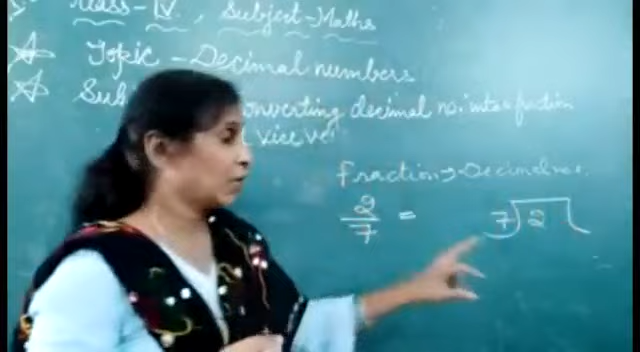 Class - IV, Subject - Maths
Topic - Decimal numbers
Sub converting decimal no. into fraction
vice ve
Fraction → Decimal no.
2/7 = 7)2(